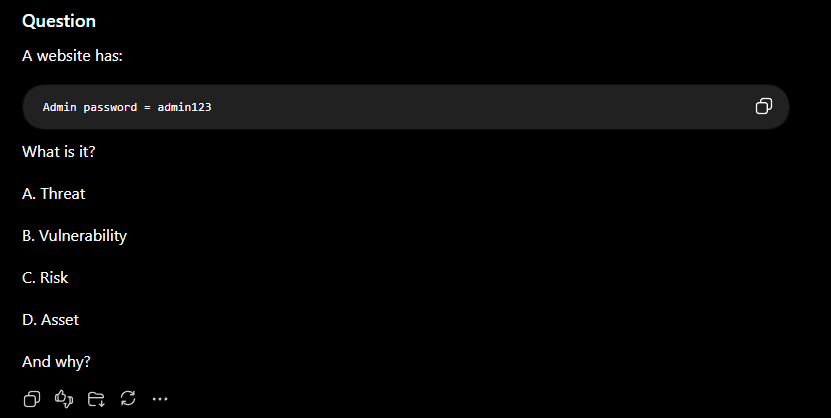 Question
A website has:
Admin password = admin123
What is it?
A. Threat
B. Vulnerability
C. Risk
D. Asset
And why?